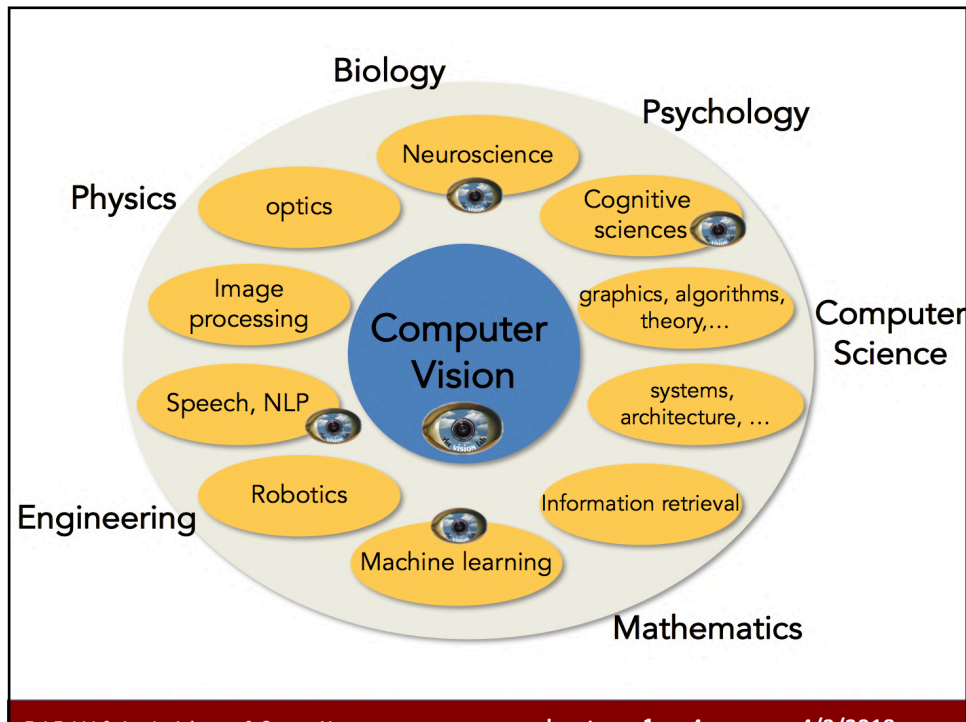 Biology
Psychology
Neuroscience
Physics
optics
Cognitive
sciences
Image
processing
graphics, algorithms,
theory,...
Computer
Vision
Computer
Science
Speech, NLP
systems,
architecture, ...
Robotics
Information retrieval
Engineering
Machine learning
Mathematics